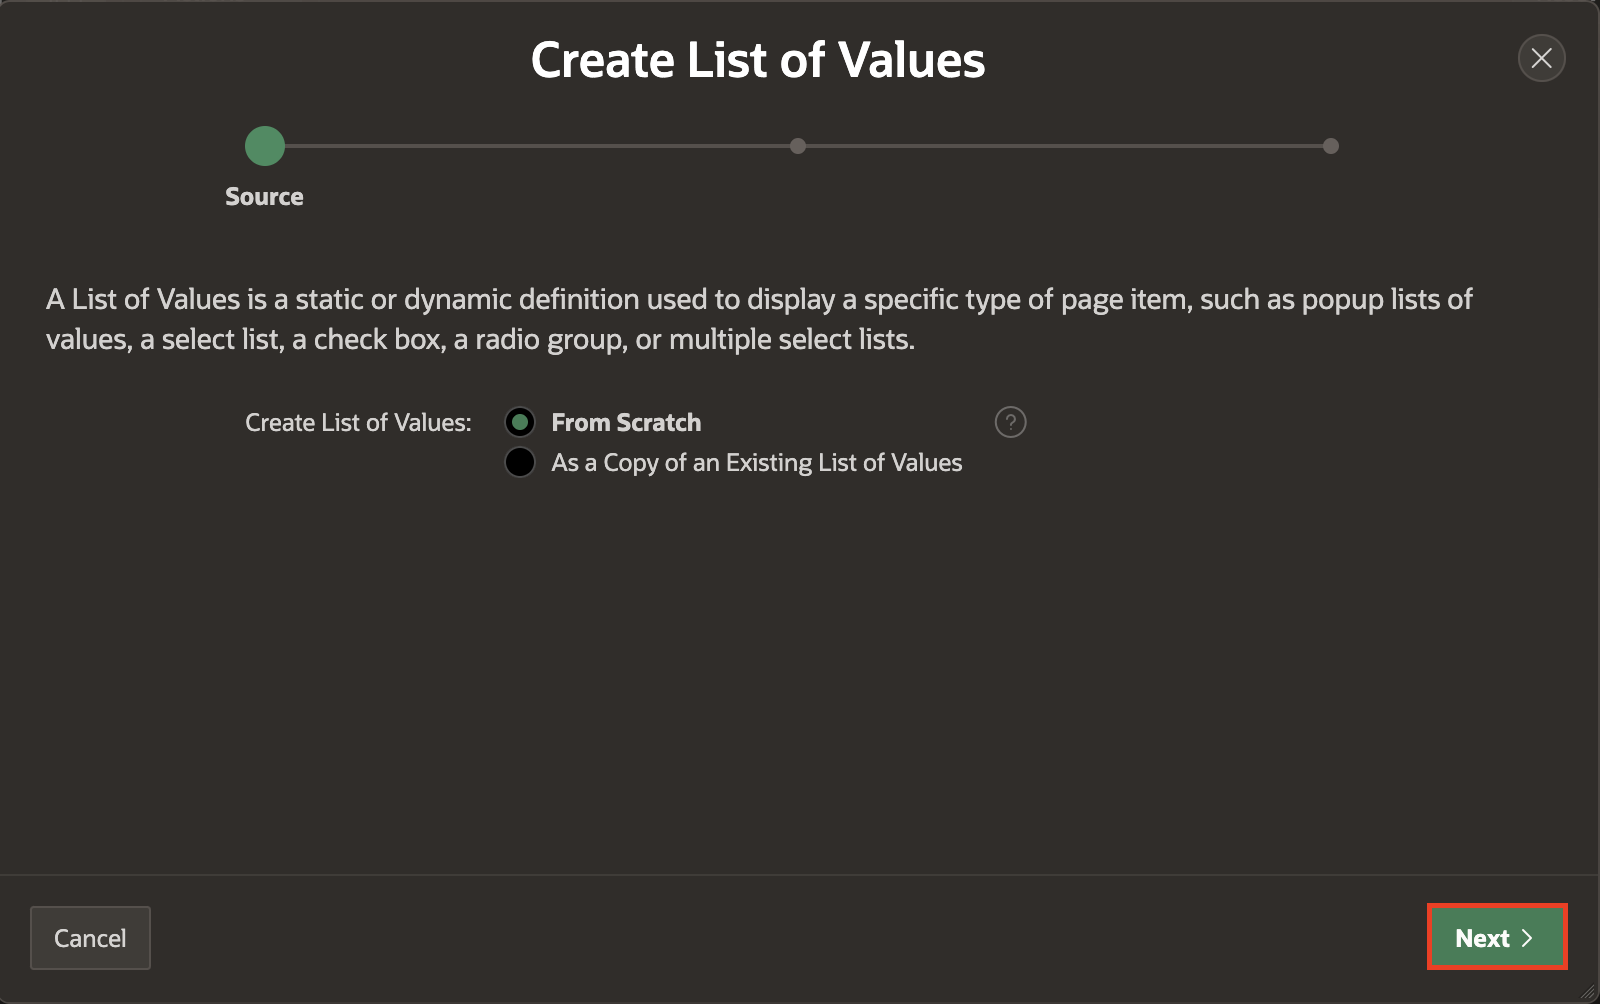 Create List of Values
Source
A List of Values is a static or dynamic definition used to display a specific type of page item, such as popup lists of
values, a select list, a check box, a radio group, or multiple select lists.
Create List of Values:
From Scratch
?
As a Copy of an Existing List of Values
Cancel
Next